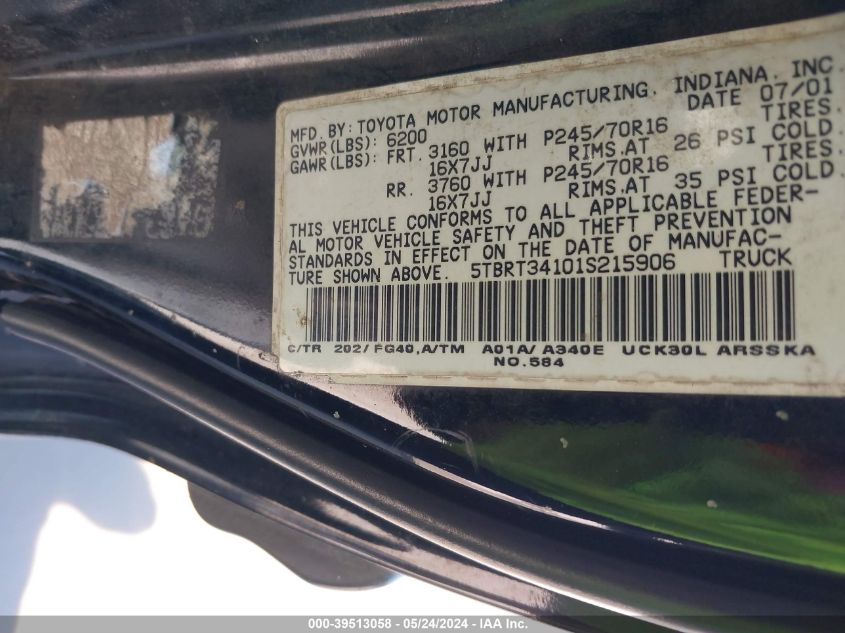 MFD. BY: TOYOTA MOTOR MANUFACTURING, INDIANA, INC.
GVWR(LBS): 6200 DATE 07/01
GAWR(LBS): FRT. 3160 WITH P245/70R16 TIRES.
16X7JJ RIMS.AT 26 PSI COLD.
RR. 3760 WITH P245/70R16 TIRES.
16X7JJ RIMS.AT 35 PSI COLD.
THIS VEHICLE CONFORMS TO ALL APPLICABLE FEDER-
AL MOTOR VEHICLE SAFETY AND THEFT PREVENTION
STANDARDS IN EFFECT ON THE DATE OF MANUFAC-
TURE SHOWN ABOVE. 5TBRT34101S215906 TRUCK
C/TR 202/FG40,A/TM A01A/A340E UCK30L ARSSKA
NO.584
000-39513058 - 05/24/2024 - Copyright © 2024 IAA, Inc.